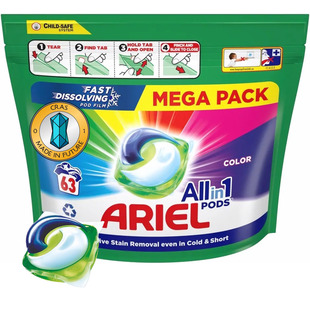 CHILD-SAFE
SYSTEM
1 TEAR
2 FIND TAB
3 HOLD TAB
AND OPEN
4 PINCH AND
SLIDE TO CLOSE
FAST
DISSOLVING
POD FILM
MEGA PACK
CRAS
MADE IN FUTURE
COLOR
63
All in 1
PODS
ARIEL
ive Stain Removal even in Cold & Short